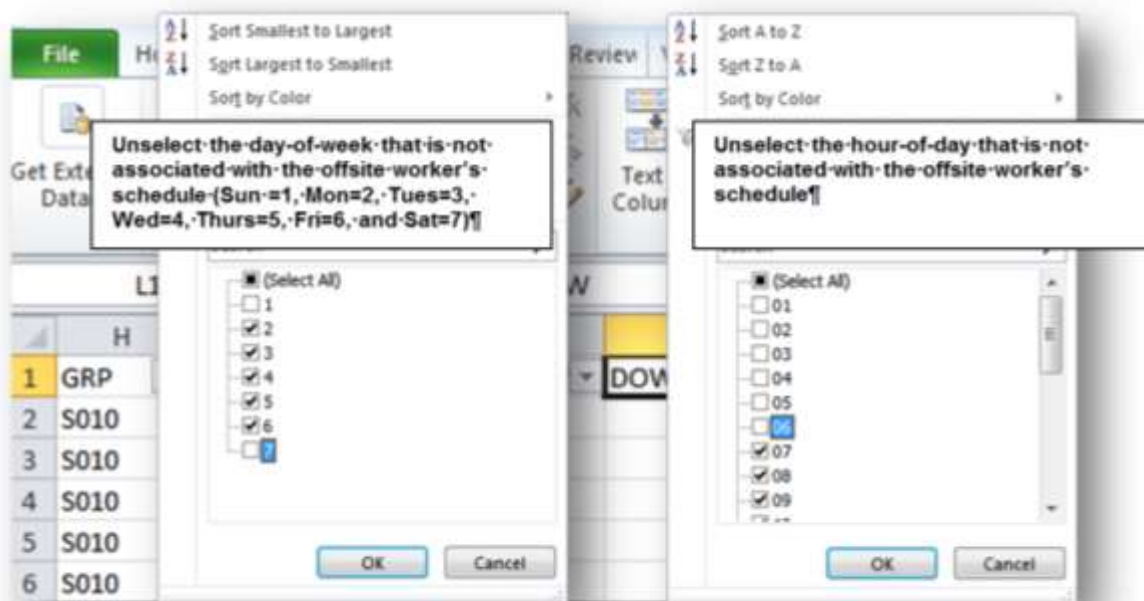 File
Review
Get Exte
Data
Text
Colu
L1
H
1 GRP
2 S010
3 S010
4 S010
5 S010
6 S010
DOW
Sort Smallest to Largest
Sort Largest to Smallest
Sort by Color
Unselect·the·day-of-week·that·is·not·
associated·with·the·offsite·worker's·
schedule·(Sun·=1,·Mon=2,·Tues=3,·
Wed=4,·Thurs=5,·Fri=6,·and·Sat=7)¶
(Select All)
1
2
3
4
5
6
7
OK Cancel
Sort A to Z
Sort Z to A
Sort by Color
Unselect·the·hour-of-day·that·is·not·
associated·with·the·offsite·worker's·
schedule¶
(Select All)
01
02
03
04
05
06
07
08
09
OK Cancel